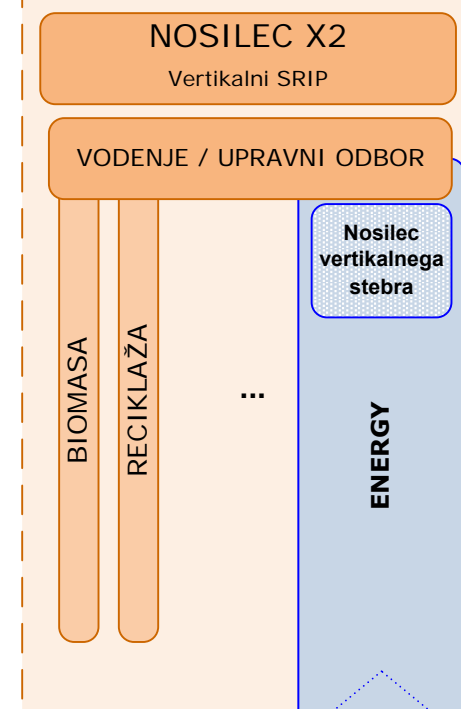 NOSILEC X2
Vertikalni SRIP
VODENJE / UPRAVNI ODBOR
Nosilec
vertikalnega
stebra
BIOMASA
RECIKLAŽA
...
ENERGY